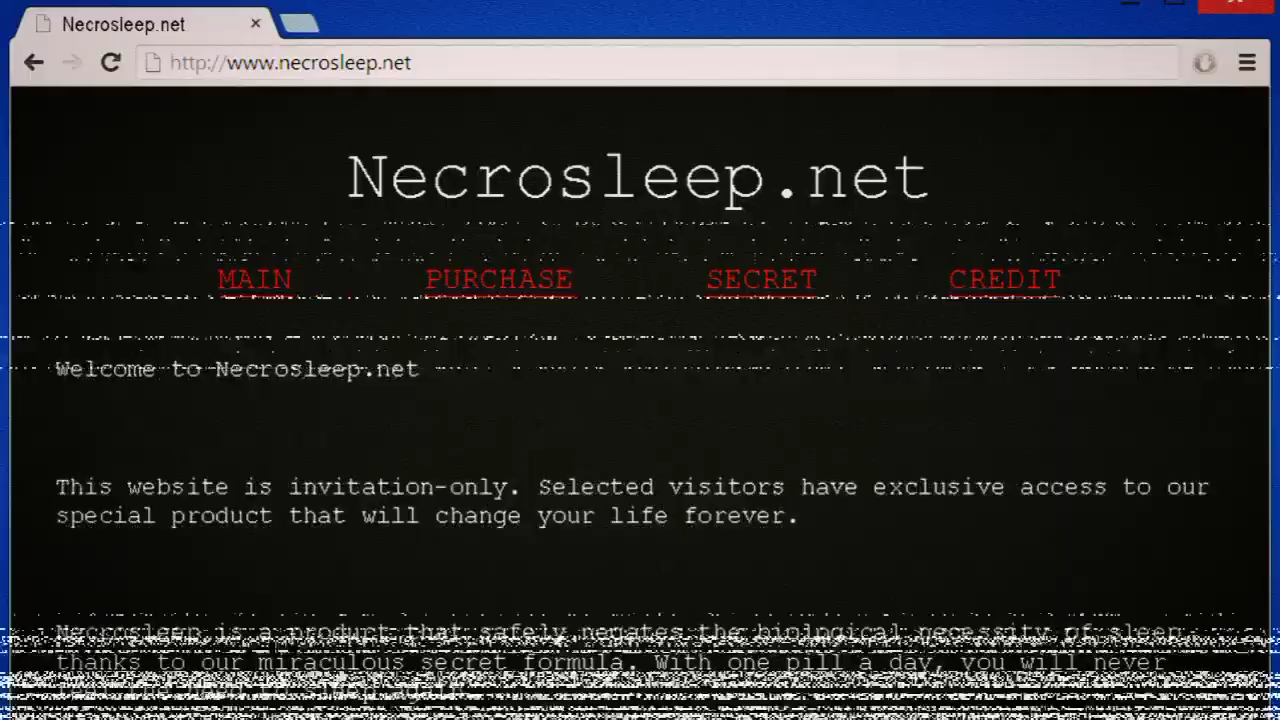 Necrosleep.net
http://www.necrosleep.net
Necrosleep.net
MAIN PURCHASE SECRET CREDIT
Welcome to Necrosleep.net
This website is invitation-only. Selected visitors have exclusive access to our
special product that will change your life forever.
Necrosleep is a product that safely negates the biological necessity of sleep
thanks to our miraculous secret formula. With one pill a day, you will never